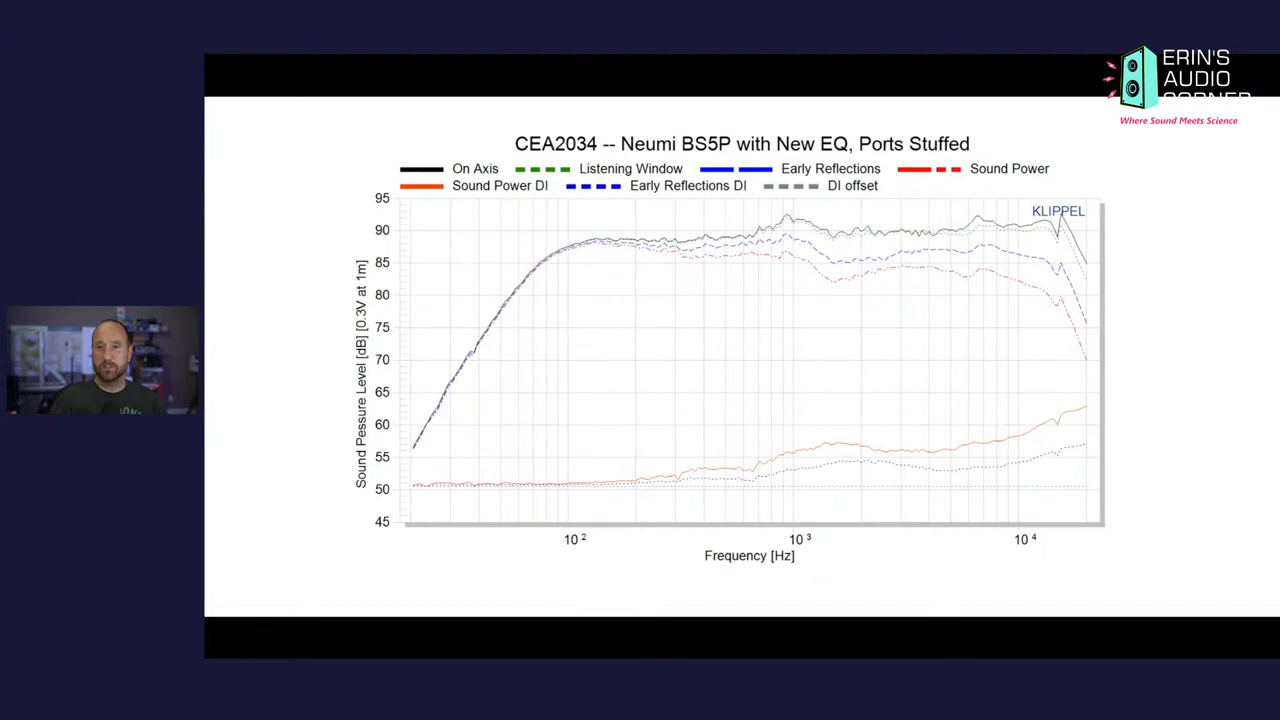 ERIN'S
AUDIO
CORNER
Where Sound Meets Science
CEA2034 -- Neumi BS5P with New EQ, Ports Stuffed
On Axis Listening Window Early Reflections Sound Power
Sound Power DI Early Reflections DI DI offset
KLIPPEL
Sound Pressure Level [dB] [0.3V at 1m]
95
90
85
80
75
70
65
60
55
50
45
10 2 10 3 10 4
Frequency [Hz]